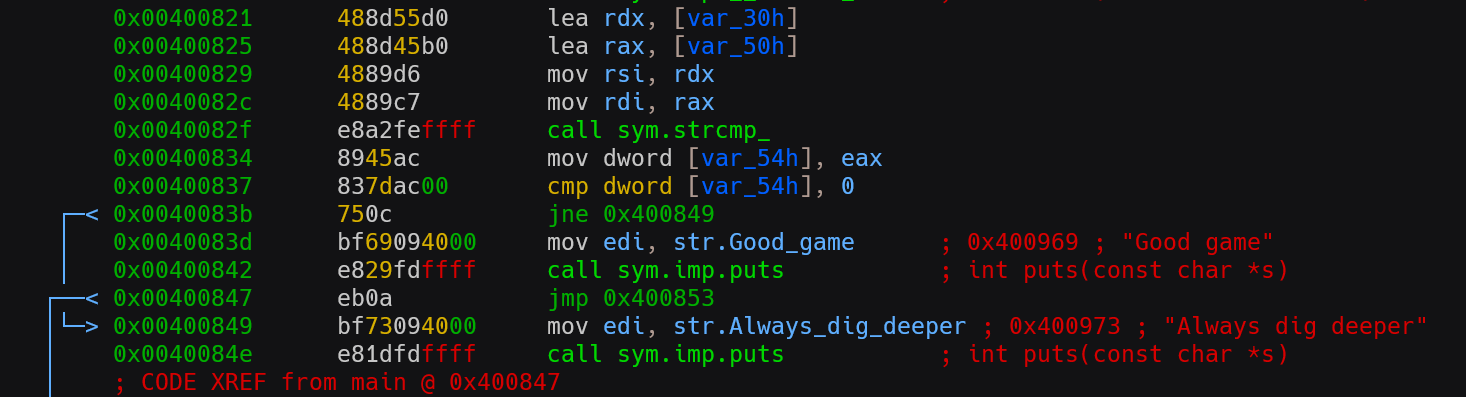 0x00400821 488d55d0 lea rdx, [var_30h]
0x00400825 488d45b0 lea rax, [var_50h]
0x00400829 4889d6 mov rsi, rdx
0x0040082c 4889c7 mov rdi, rax
0x0040082f e8a2feffff call sym.strcmp_
0x00400834 8945ac mov dword [var_54h], eax
0x00400837 837dac00 cmp dword [var_54h], 0
0x0040083b 750c jne 0x400849
0x0040083d bf69094000 mov edi, str.Good_game ; 0x400969 ; "Good game"
0x00400842 e829fdffff call sym.imp.puts ; int puts(const char *s)
0x00400847 eb0a jmp 0x400853
0x00400849 bf73094000 mov edi, str.Always_dig_deeper ; 0x400973 ; "Always dig deeper"
0x0040084e e81dfdffff call sym.imp.puts ; int puts(const char *s)
; CODE XREF from main @ 0x400847